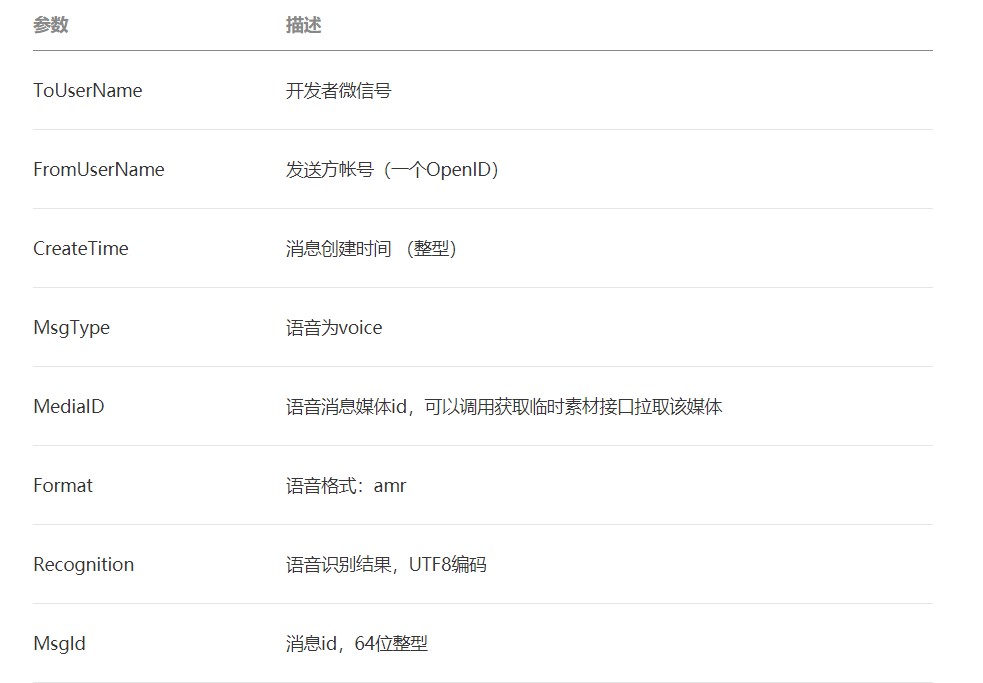 参数 描述
ToUserName 开发者微信号
FromUserName 发送方帐号（一个OpenID）
CreateTime 消息创建时间 （整型）
MsgType 语音为voice
MediaID 语音消息媒体id，可以调用获取临时素材接口拉取该媒体
Format 语音格式：amr
Recognition 语音识别结果，UTF8编码
MsgId 消息id，64位整型